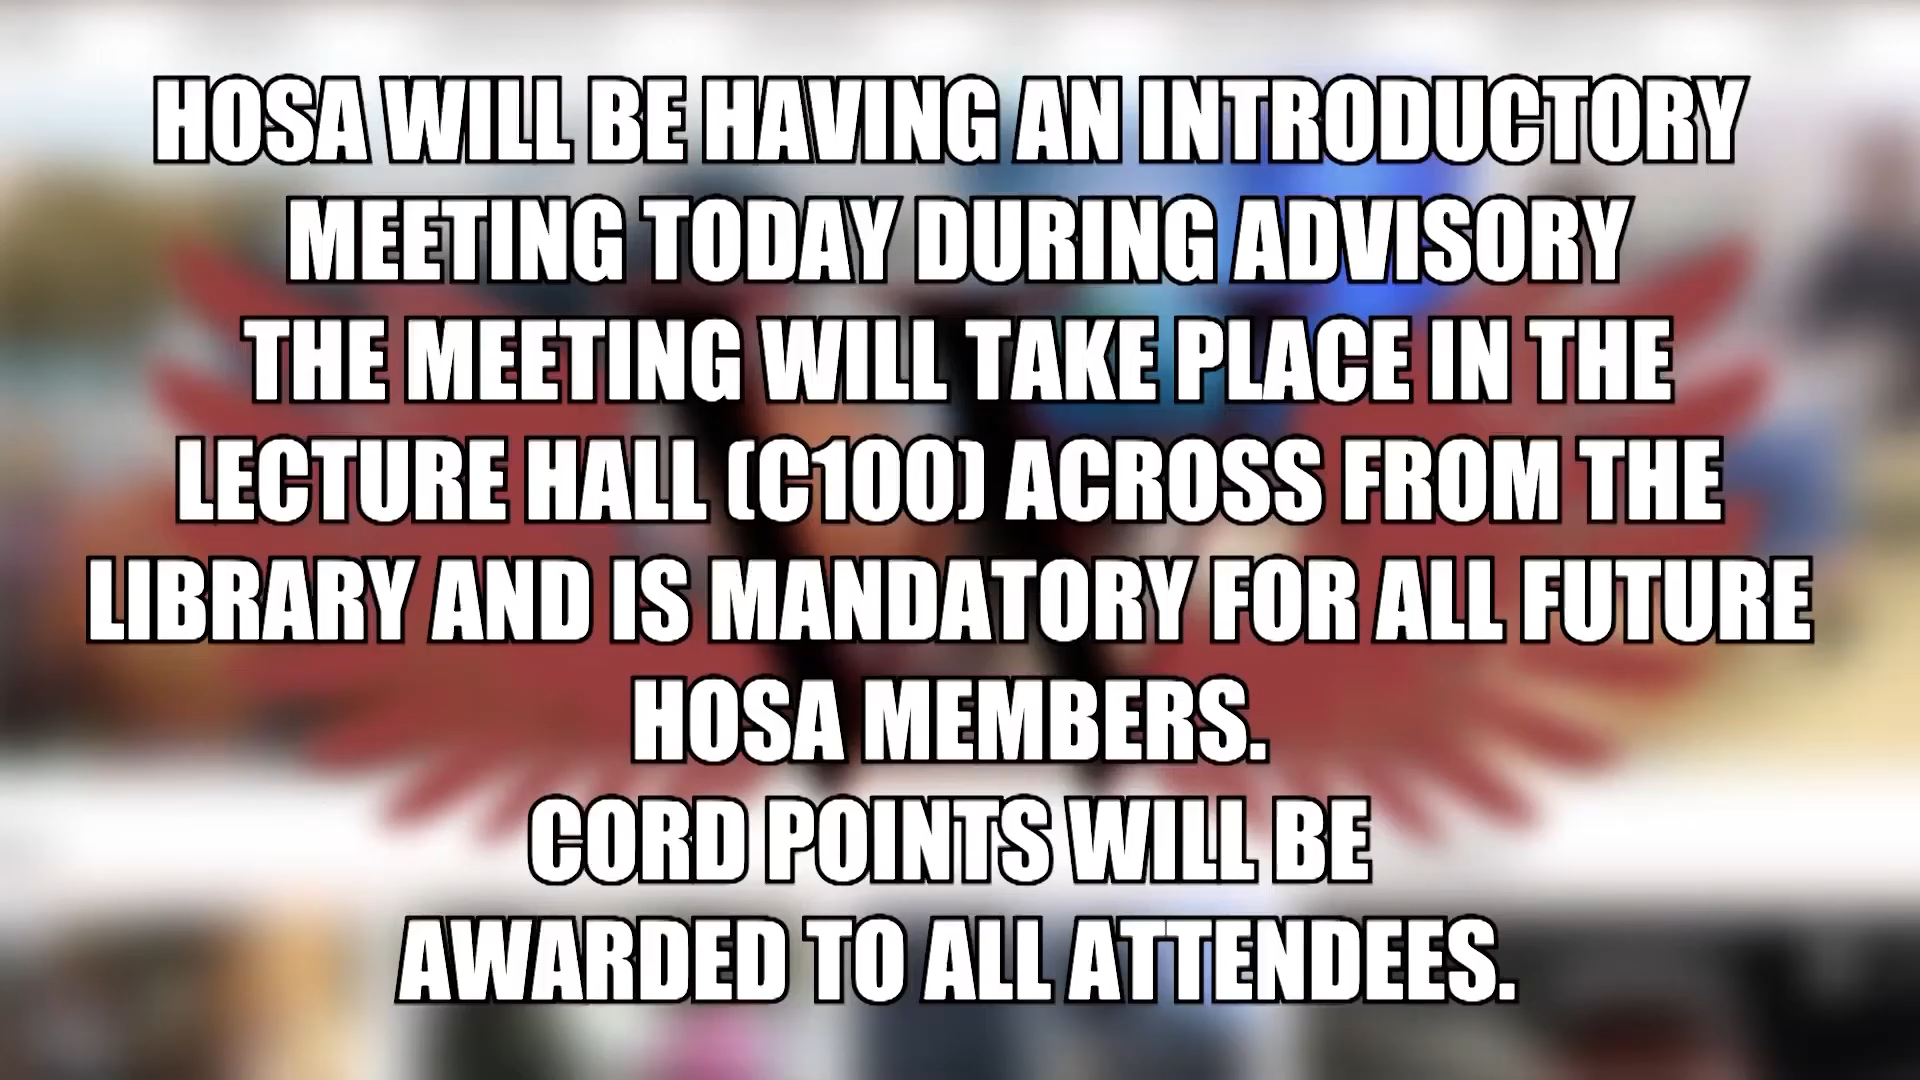 HOSA WILL BE HAVING AN INTRODUCTORY
MEETING TODAY DURING ADVISORY
THE MEETING WILL TAKE PLACE IN THE
LECTURE HALL (C100) ACROSS FROM THE
LIBRARY AND IS MANDATORY FOR ALL FUTURE
HOSA MEMBERS.
CORD POINTS WILL BE
AWARDED TO ALL ATTENDEES.